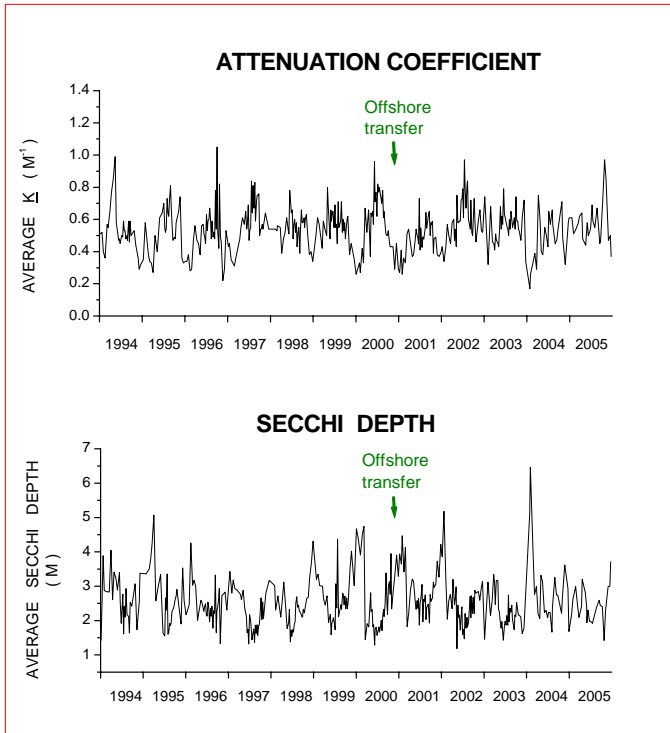 ATTENUATION COEFFICIENT
Offshore
transfer
AVERAGE K (M-1)
1.4
1.2
1.0
0.8
0.6
0.4
0.2
0.0
1994 1995 1996 1997 1998 1999 2000 2001 2002 2003 2004 2005
SECCHI DEPTH
Offshore
transfer
AVERAGE SECCHI DEPTH
(M)
7
6
5
4
3
2
1
1994 1995 1996 1997 1998 1999 2000 2001 2002 2003 2004 2005